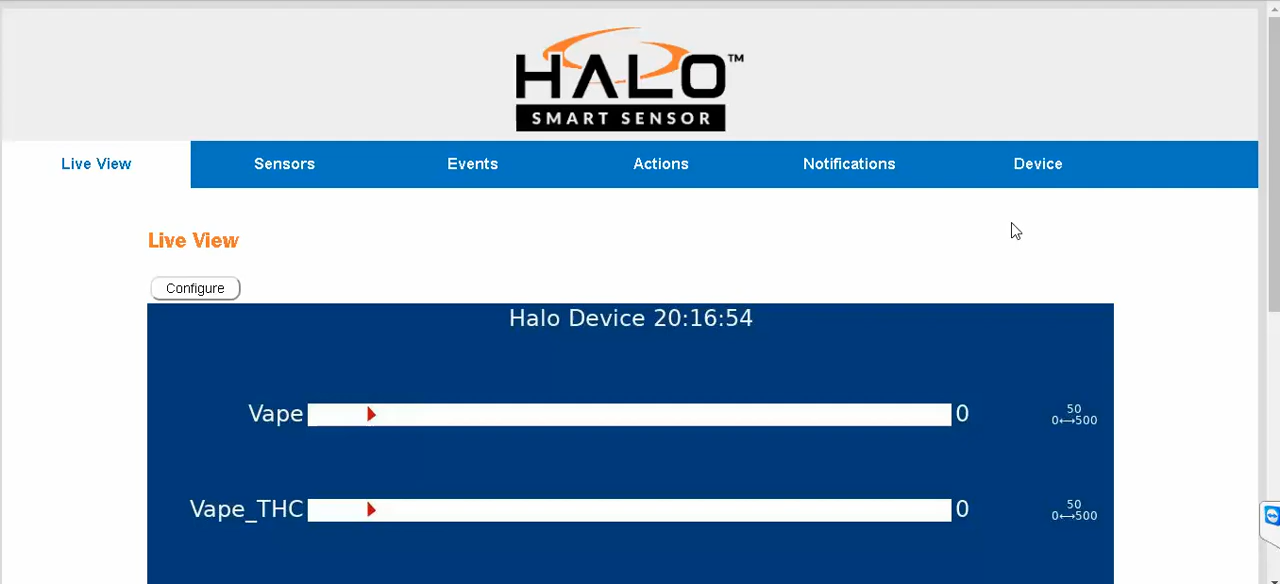 HALO™
SMART SENSOR
Live View Sensors Events Actions Notifications Device
Live View
Configure
Halo Device 20:16:54
Vape 0 50
0←→500
Vape_THC 0 50
0←→500